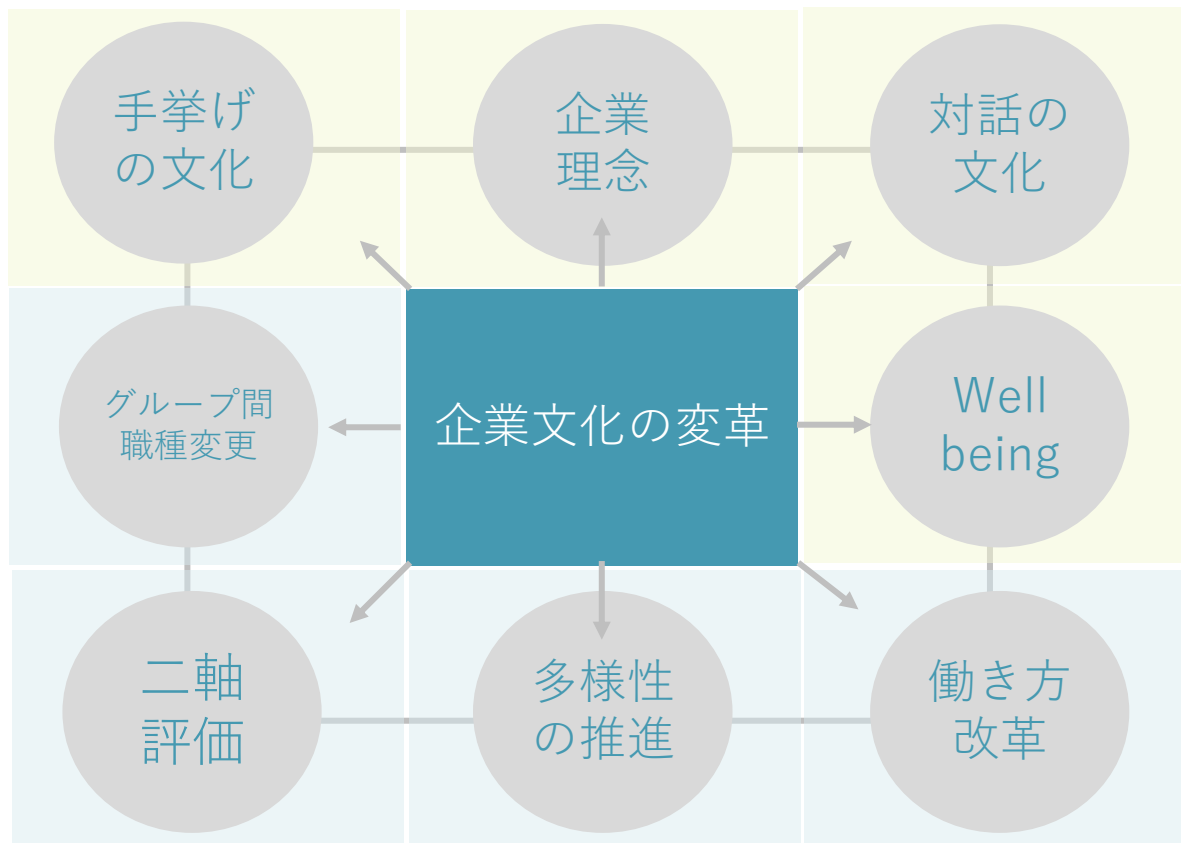 手挙げ
の文化
企業
理念
対話の
文化
グループ間
職種変更
企業文化の変革
Well
being
二軸
評価
多様性
の推進
働き方
改革